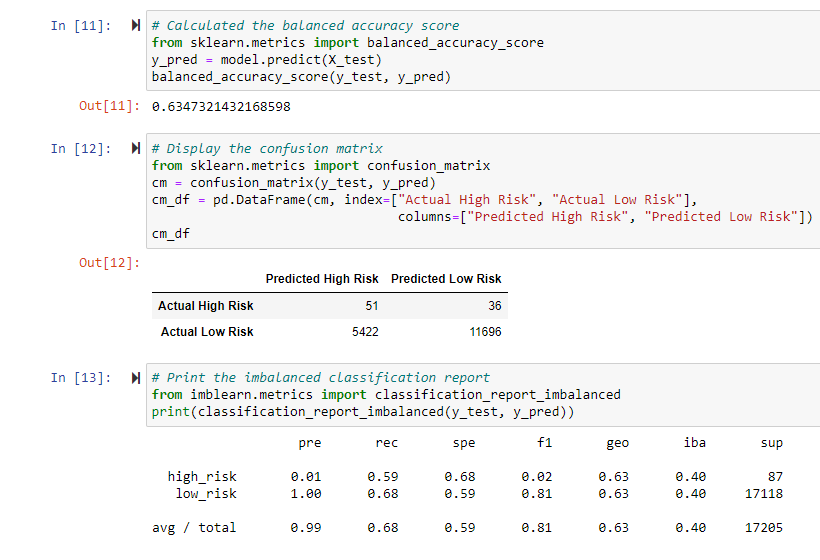 In [11]: # Calculated the balanced accuracy score
from sklearn.metrics import balanced_accuracy_score
y_pred = model.predict(X_test)
balanced_accuracy_score(y_test, y_pred)
Out[11]: 0.6347321432168598
In [12]: # Display the confusion matrix
from sklearn.metrics import confusion_matrix
cm = confusion_matrix(y_test, y_pred)
cm_df = pd.DataFrame(cm, index=["Actual High Risk", "Actual Low Risk"],
columns=["Predicted High Risk", "Predicted Low Risk"])
cm_df
Out[12]:
Predicted High Risk Predicted Low Risk
Actual High Risk 51 36
Actual Low Risk 5422 11696
In [13]: # Print the imbalanced classification report
from imblearn.metrics import classification_report_imbalanced
print(classification_report_imbalanced(y_test, y_pred))
pre rec spe f1 geo iba sup
high_risk 0.01 0.59 0.68 0.02 0.63 0.40 87
low_risk 1.00 0.68 0.59 0.81 0.63 0.40 17118
avg / total 0.99 0.68 0.59 0.81 0.63 0.40 17205